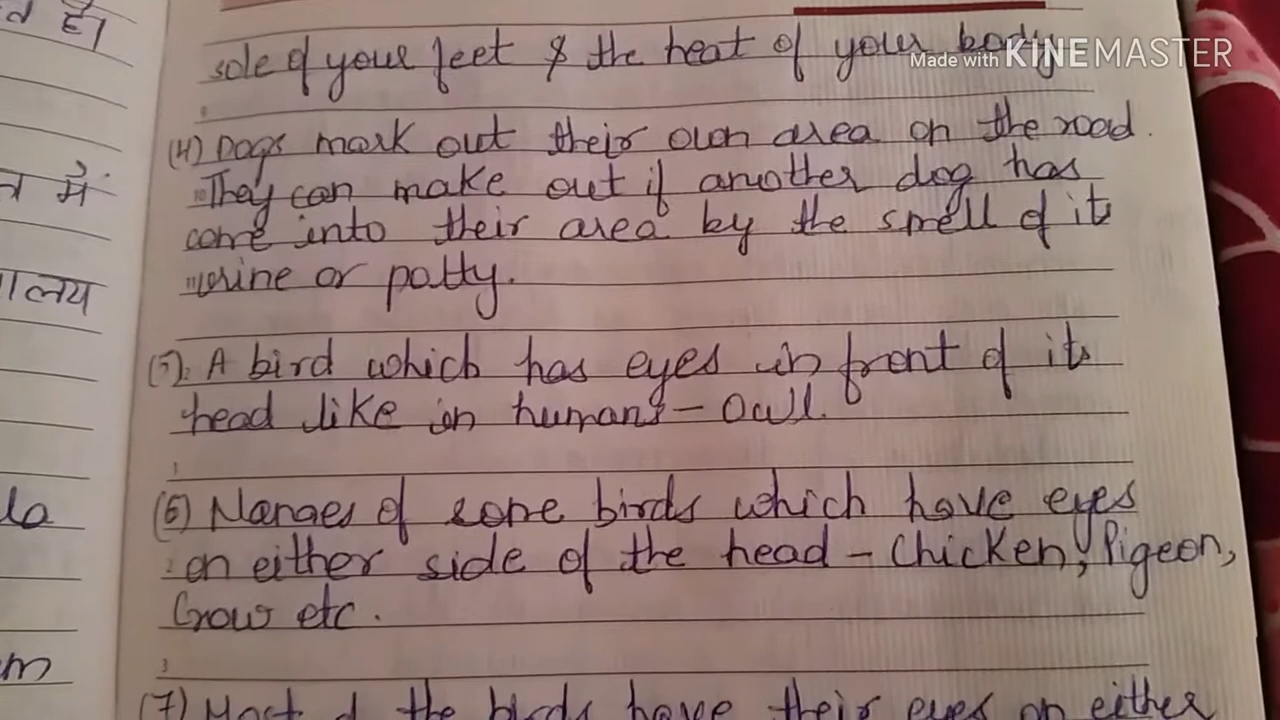 sole of your feet & the heat of your body
Made with KINEMASTER
(4) Dogs mark out their own area on the road.
They can make out if another dog has
come into their area by the smell of its
urine or potty.
(5). A bird which has eyes in front of its
head like in humans - Owl.
(6) Names of some birds which have eyes
on either side of the head - Chicken, Pigeon,
Crow etc.
(7) Most of the birds have their eyes on either
है।
में
लय
la
m